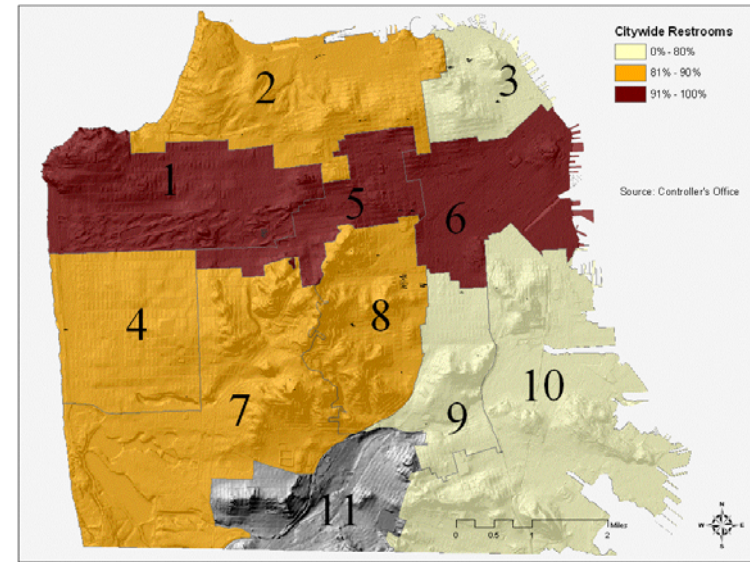 Citywide Restrooms
0% - 80%
81% - 90%
91% - 100%
Source: Controller's Office
2
3
1
5
6
4
8
10
7
9
11
N
W E
S
0 0.5 1 2
Miles